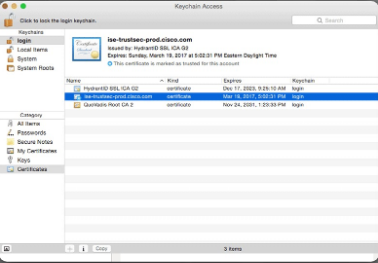 Keychain Access
Click to lock the login keychain.
Search
Keychains
login
Local Items
System
System Roots
Certificate
ise-trustsec-prod.cisco.com
Issued by: HydrantID SSL ICA G2
Expires: Sunday, March 19, 2017 at 5:02:31 PM Eastern Daylight Time
This certificate is marked as trusted for this account
Name Kind Expires Keychain
HydrantID SSL ICA G2 certificate Dec 17, 2023, 9:25:10 AM login
ise-trustsec-prod.cisco.com certificate Mar 19, 2017, 5:02:31 PM login
QuoVadis Root CA 2 certificate Nov 24, 2031, 1:23:33 PM login
Category
All Items
Passwords
Secure Notes
My Certificates
Keys
Certificates
+ i Copy
3 items